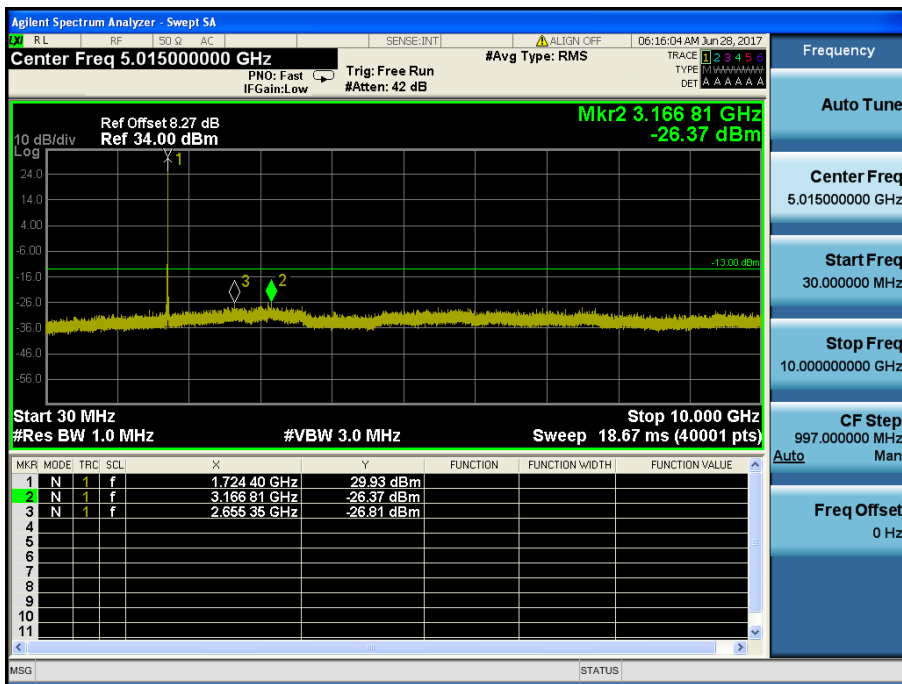 Agilent Spectrum Analyzer - Swept SA
LXI RL RF 50 Ω AC SENSE:INT ALIGN OFF 06:16:04 AM Jun 28, 2017
Center Freq 5.015000000 GHz #Avg Type: RMS TRACE 1 2 3 4 5 6
PNO: Fast Trig: Free Run TYPE M WWWWW
IFGain:Low #Atten: 42 dB DET A A A A A A
Mkr2 3.166 81 GHz
-26.37 dBm
Ref Offset 8.27 dB
10 dB/div Ref 34.00 dBm
Log
1
24.0
14.0
4.00
-6.00
-13.00 dBm
-16.0
3 2
-26.0
-36.0
-46.0
-56.0
Start 30 MHz Stop 10.000 GHz
#Res BW 1.0 MHz #VBW 3.0 MHz Sweep 18.67 ms (40001 pts)
MKR MODE TRC SCL X Y FUNCTION FUNCTION WIDTH FUNCTION VALUE
1 N 1 f 1.724 40 GHz 29.93 dBm
2 N 1 f 3.166 81 GHz -26.37 dBm
3 N 1 f 2.655 35 GHz -26.81 dBm
4
5
6
7
8
9
10
11
MSG STATUS
Frequency
Auto Tune
Center Freq
5.015000000 GHz
Start Freq
30.000000 MHz
Stop Freq
10.000000000 GHz
CF Step
997.000000 MHz
Auto Man
Freq Offset
0 Hz